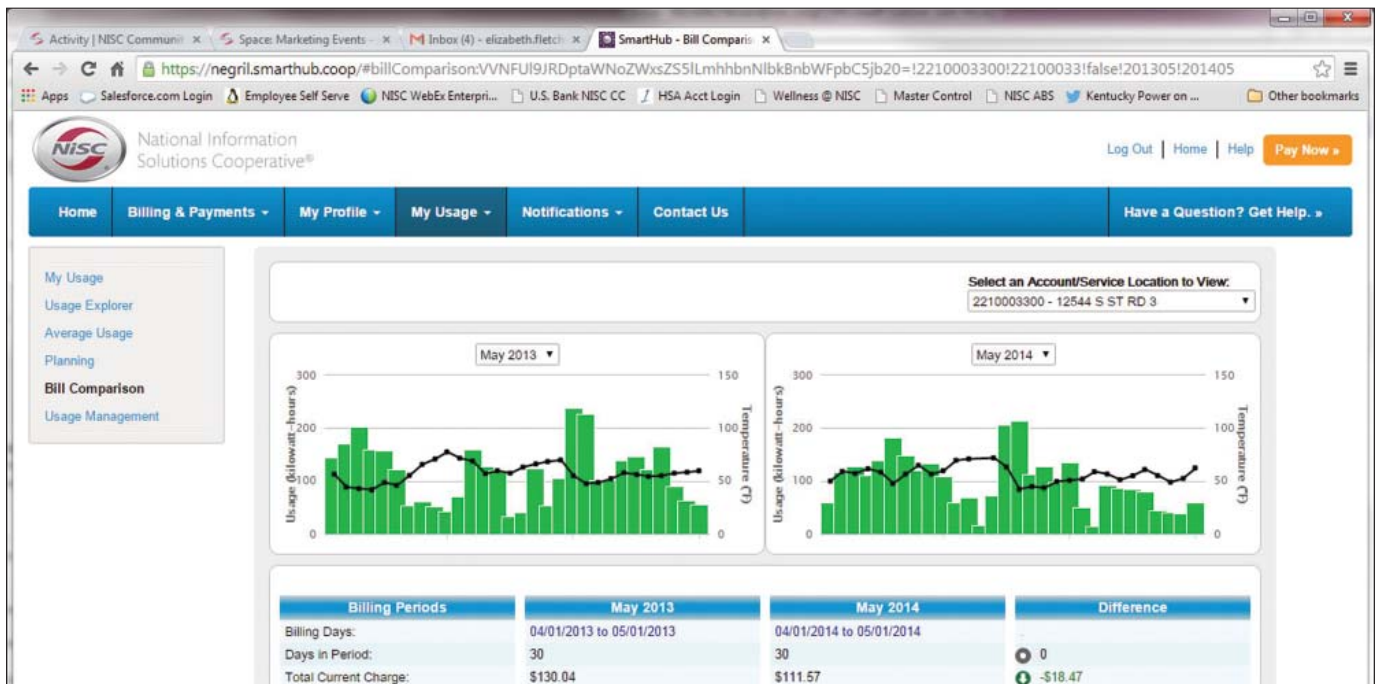 Activity | NISC Communi
Space: Marketing Events -
Inbox (4) - elizabeth.fletch
SmartHub - Bill Comparis
https://negril.smarthub.coop/#billComparison:
!2210003300!22100033!false!201305!201405
Apps
Salesforce.com Login
Employee Self Serve
NISC WebEx Enterpri...
U.S. Bank NISC CC
HSA Acct Login
Wellness @ NISC
Master Control
NISC ABS
Kentucky Power on ...
Other bookmarks
NISC
National Information
Solutions Cooperative®
Log Out | Home | Help
Pay Now »
Home
Billing & Payments
My Profile
My Usage
Notifications
Contact Us
Have a Question? Get Help. »
My Usage
Usage Explorer
Average Usage
Planning
Bill Comparison
Usage Management
Select an Account/Service Location to View:
2210003300 - 12544 S ST RD 3
May 2013
300
200
100
0
Usage (kilowatt-hours)
150
100
50
0
Temperature (°F)
May 2014
300
200
100
0
Usage (kilowatt-hours)
150
100
50
0
Temperature (°F)
Billing Periods May 2013 May 2014 Difference
Billing Days: 04/01/2013 to 05/01/2013 04/01/2014 to 05/01/2014 -
Days in Period: 30 30 0
Total Current Charge: $130.04 $111.57 -$18.47